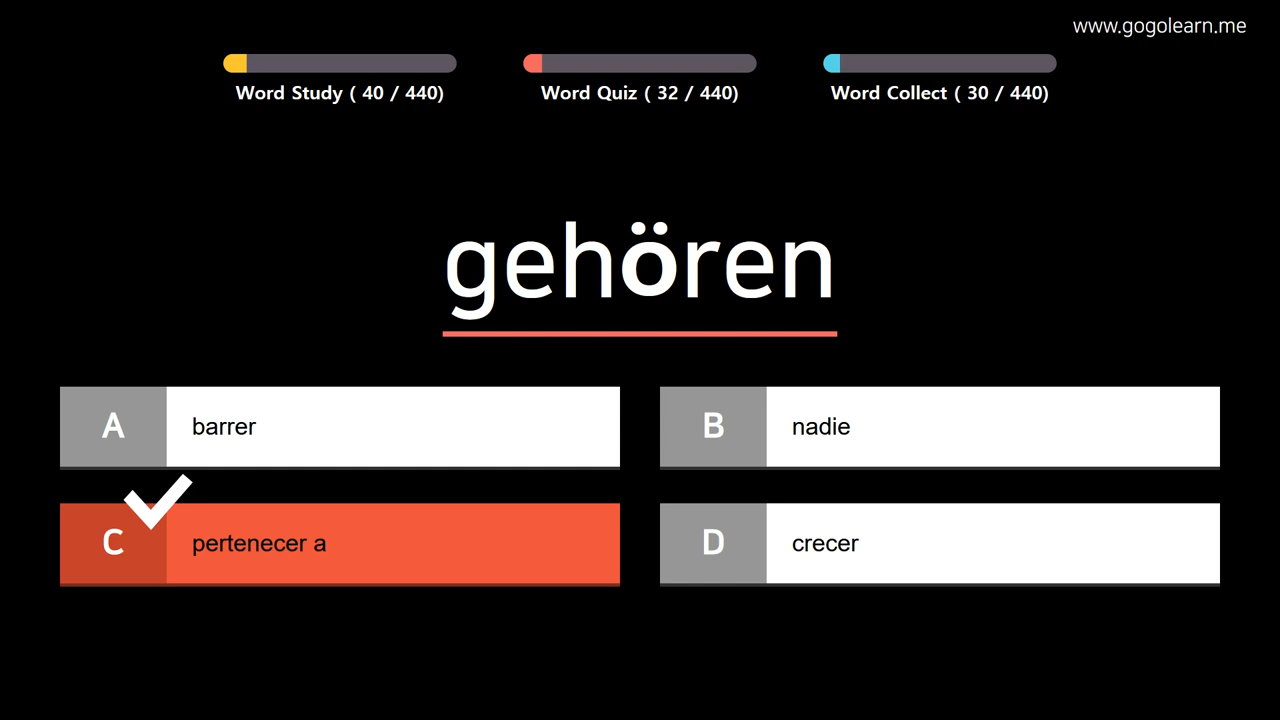 www.gogolearn.me
Word Study ( 40 / 440)
Word Quiz ( 32 / 440)
Word Collect ( 30 / 440)
gehören
A barrer
B nadie
C pertenecer a
D crecer